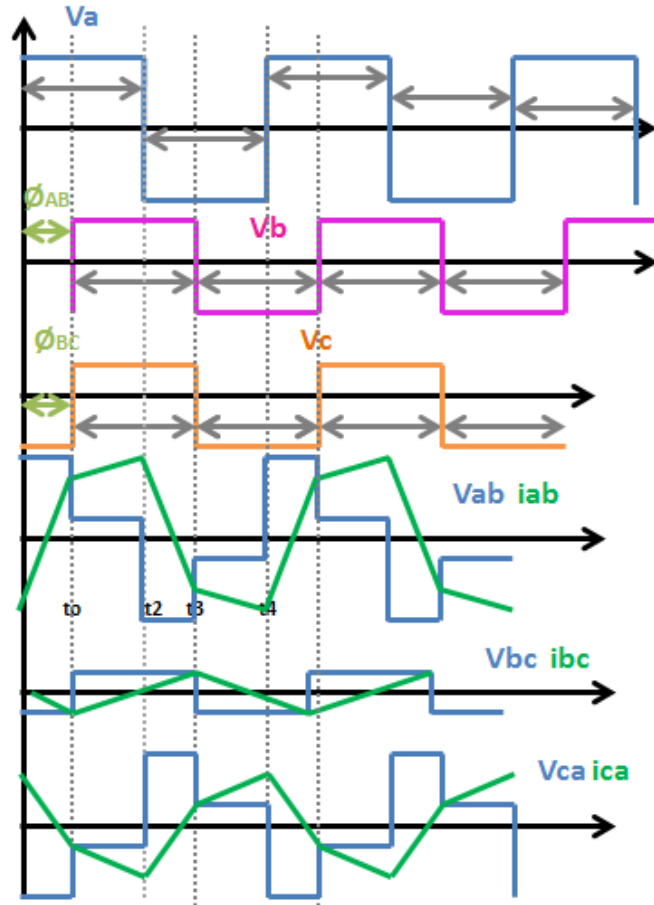 Va
ØAB
Vb
ØBC
Vc
Vab iab
to t2 t3 t4
Vbc ibc
Vca ica